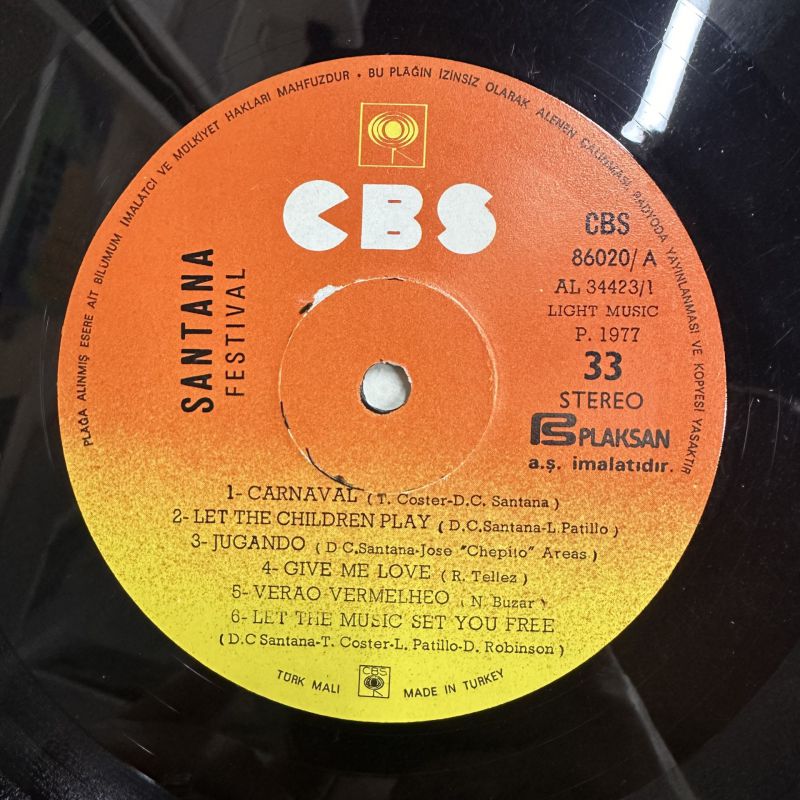 PLAĞA ALINMIŞ ESERE AİT BİLÜMUM İMALATCI VE MÜLKİYET HAKLARI MAHFUZDUR • BU PLAĞIN İZİNSİZ OLARAK ALENEN ÇALINMASI RADYODA YAYINLANMASI VE KOPYESİ YASAKTIR
CBS
SANTANA
FESTIVAL
CBS
86020/A
AL 34423/1
LIGHT MUSIC
P. 1977
33
STEREO
PLAKSAN
a.ş. imalatıdır.
1- CARNAVAL ( T. Coster-D.C. Santana )
2- LET THE CHILDREN PLAY ( D.C.Santana-L.Patillo )
3- JUGANDO ( D C.Santana-Jose "Chepito" Areas )
4- GIVE ME LOVE ( R. Tellez )
5- VERAO VERMELHEO ( N. Buzar )
6- LET THE MUSIC SET YOU FREE
( D.C Santana-T. Coster-L. Patillo-D. Robinson )
TÜRK MALI CBS MADE IN TURKEY